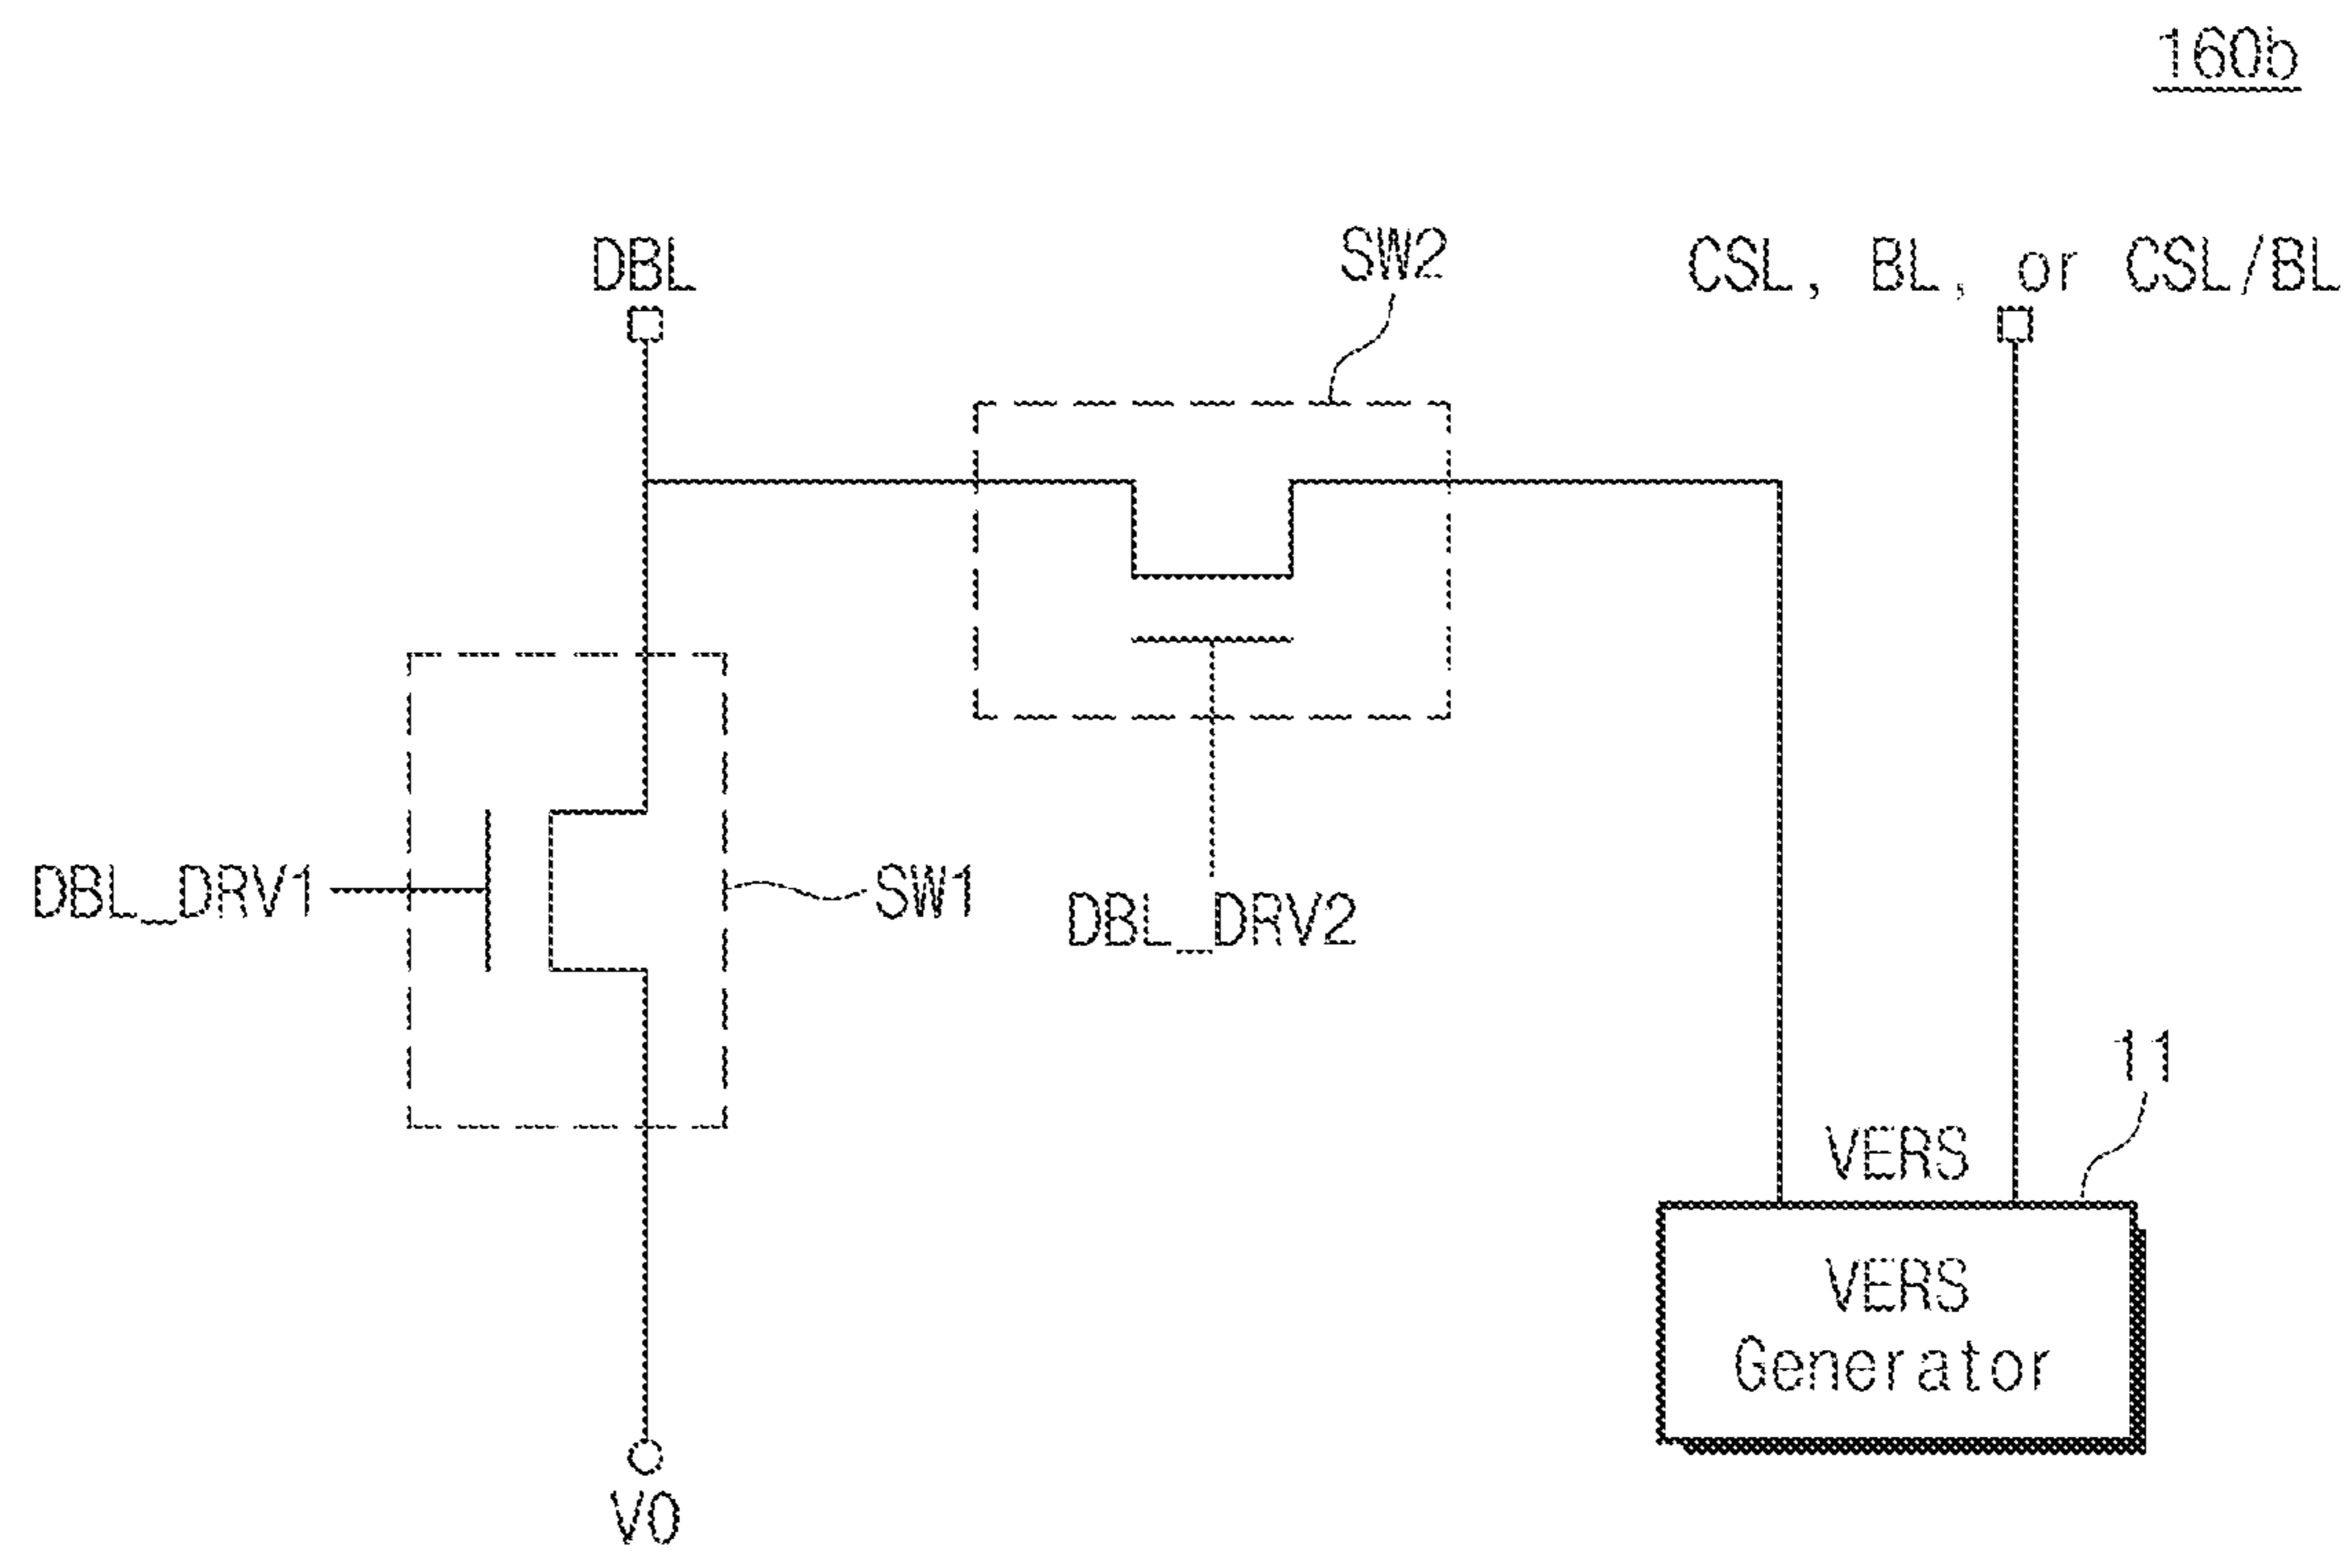 160b
DBL
SW2
CSL, BL, or CSL/BL
DBL_DRV1
SW1
DBL_DRV2
11
VERS
VERS
Generator
V0